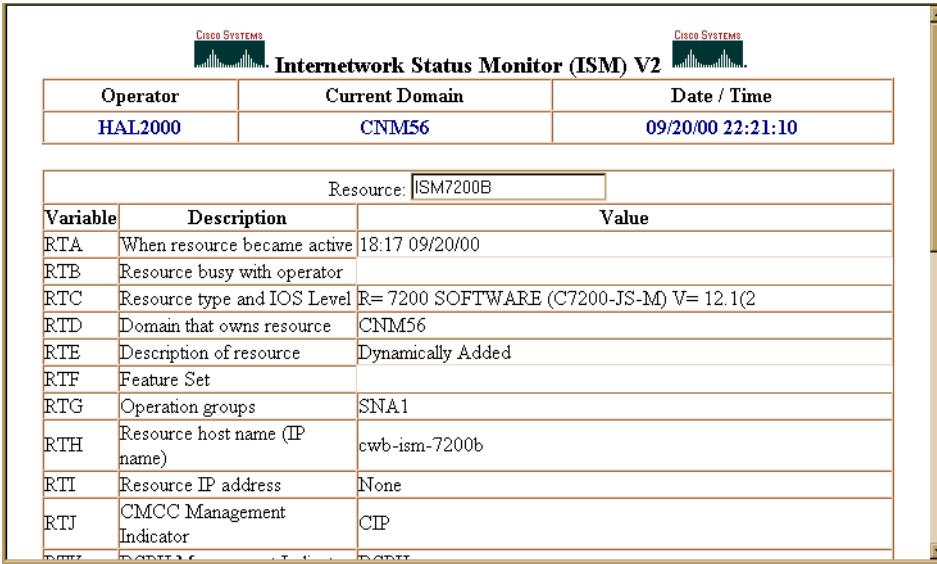 CISCO SYSTEMS CISCO SYSTEMS
Internetwork Status Monitor (ISM) V2
Operator Current Domain Date / Time
HAL2000 CNM56 09/20/00 22:21:10
Resource: ISM7200B
Variable Description Value
RTA When resource became active 18:17 09/20/00
RTB Resource busy with operator
RTC Resource type and IOS Level R= 7200 SOFTWARE (C7200-JS-M) V= 12.1(2
RTD Domain that owns resource CNM56
RTE Description of resource Dynamically Added
RTF Feature Set
RTG Operation groups SNA1
RTH Resource host name (IP
name) cwb-ism-7200b
RTI Resource IP address None
RTJ CMCC Management
Indicator CIP